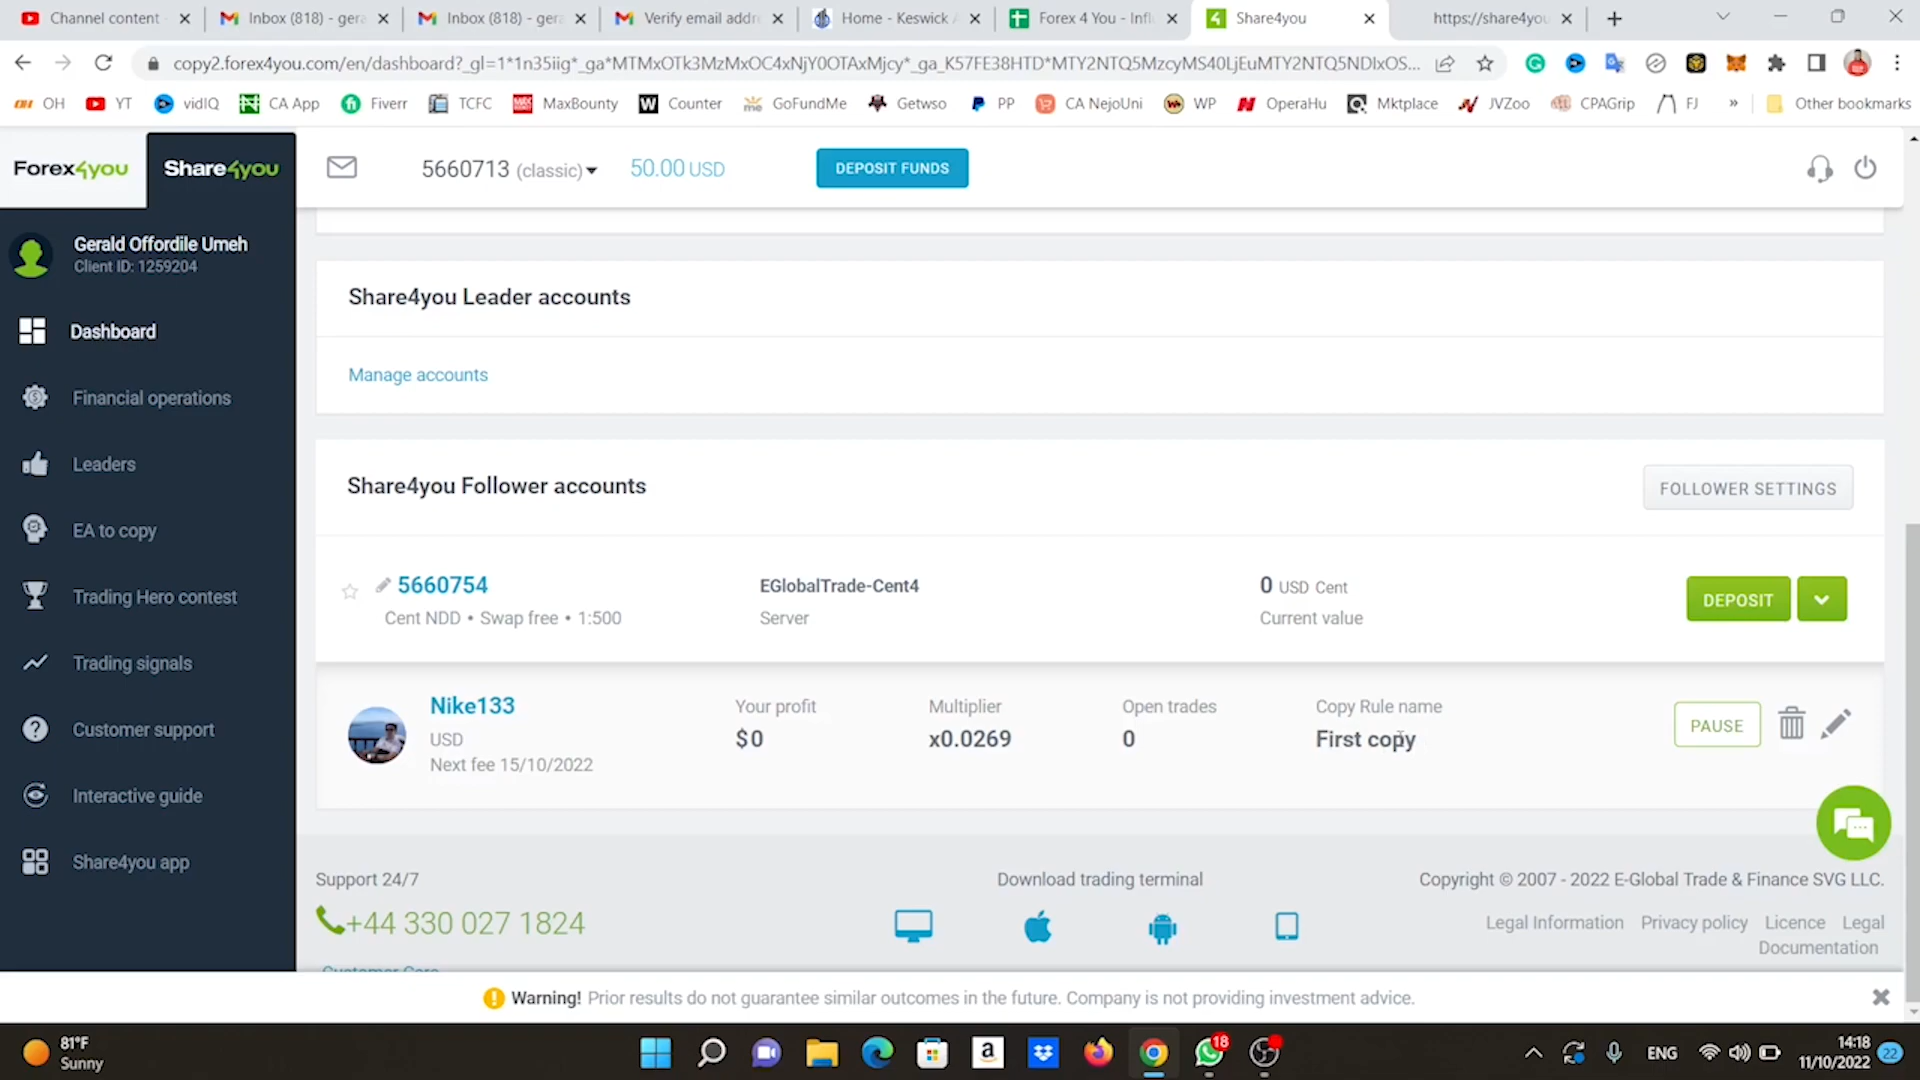 Channel content
Inbox (818) - gera
Inbox (818) - gera
Verify email addre
Home - Keswick A
Forex 4 You - Influ
Share4you
https://share4you
copy2.forex4you.com/en/dashboard?_gl=1*1n35iig*_ga*MTMxOTk3MzMxOC4xNjY0OTAxMjcy*_ga_K57FE38HTD*MTY2NTQ5MzcyMS40LjEuMTY2NTQ5NDIxOS...
OH
YT
vidIQ
CA App
Fiverr
TCFC
MaxBounty
Counter
GoFundMe
Getwso
PP
CA NejoUni
WP
OperaHu
Mktplace
JVZoo
CPAGrip
FJ
»
Other bookmarks
Forex4you
Share4you
5660713 (classic)
50.00 USD
DEPOSIT FUNDS
Gerald Offordile Umeh
Client ID: 1259204
Dashboard
Financial operations
Leaders
EA to copy
Trading Hero contest
Trading signals
Customer support
Interactive guide
Share4you app
Share4you Leader accounts
Manage accounts
Share4you Follower accounts
FOLLOWER SETTINGS
5660754
Cent NDD • Swap free • 1:500
EGlobalTrade-Cent4
Server
0 USD Cent
Current value
DEPOSIT
Nike133
USD
Next fee 15/10/2022
Your profit
$0
Multiplier
x0.0269
Open trades
0
Copy Rule name
First copy
PAUSE
Support 24/7
+44 330 027 1824
Customer Care
Download trading terminal
Copyright © 2007 - 2022 E-Global Trade & Finance SVG LLC.
Legal Information Privacy policy Licence Legal
Documentation
Warning! Prior results do not guarantee similar outcomes in the future. Company is not providing investment advice.
81°F
Sunny
18
ENG
14:18
11/10/2022
22